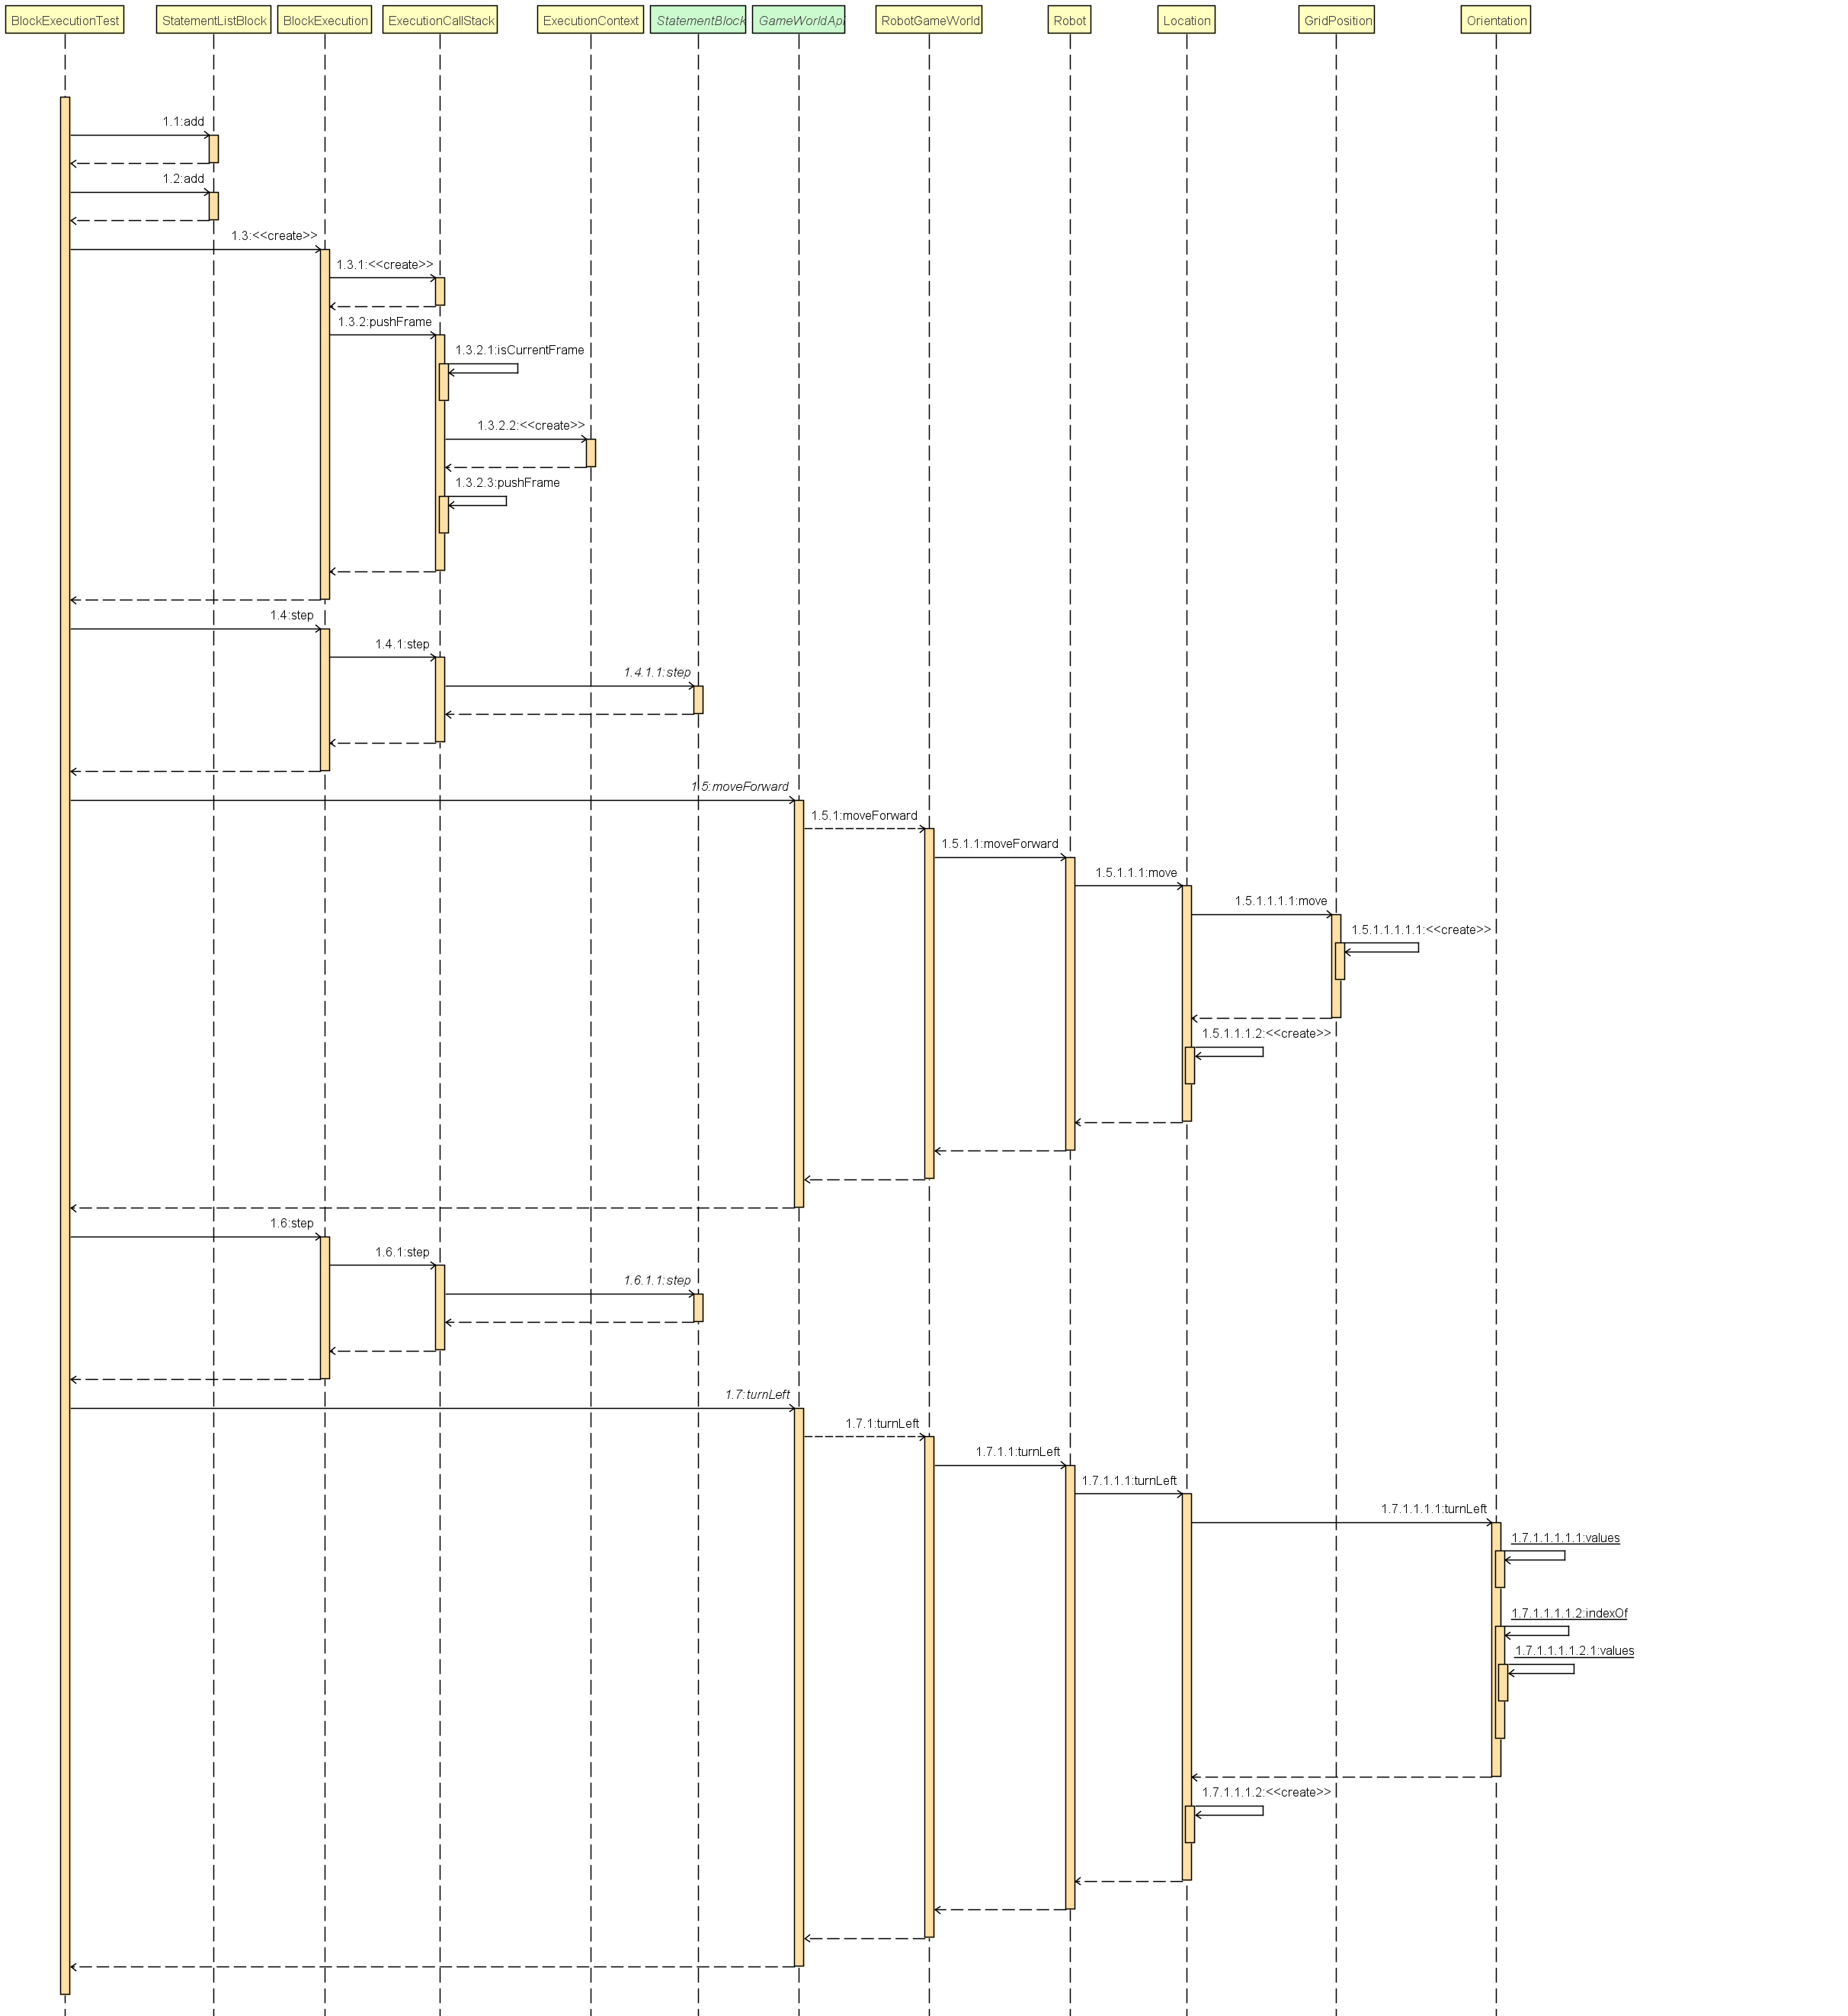 BlockExecutionTest
StatementListBlock
BlockExecution
ExecutionCallStack
ExecutionContext
StatementBlock
GameWorldApi
RobotGameWorld
Robot
Location
GridPosition
Orientation
1.1:add
1.2:add
1.3:<<create>>
1.3.1:<<create>>
1.3.2:pushFrame
1.3.2.1:isCurrentFrame
1.3.2.2:<<create>>
1.3.2.3:pushFrame
1.4:step
1.4.1:step
1.4.1.1:step
1.5:moveForward
1.5.1:moveForward
1.5.1.1:moveForward
1.5.1.1.1:move
1.5.1.1.1.1:move
1.5.1.1.1.1.1:<<create>>
1.5.1.1.1.2:<<create>>
1.6:step
1.6.1:step
1.6.1.1:step
1.7:turnLeft
1.7.1:turnLeft
1.7.1.1:turnLeft
1.7.1.1.1:turnLeft
1.7.1.1.1.1:turnLeft
1.7.1.1.1.1.1:values
1.7.1.1.1.1.2:indexOf
1.7.1.1.1.1.2.1:values
1.7.1.1.1.2:<<create>>